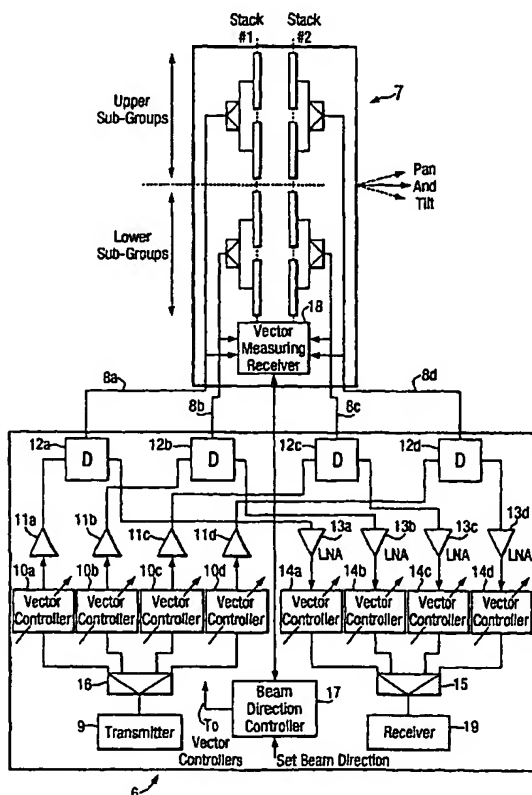 Stack Stack
#1 #2
7
Upper
Sub-Groups
Pan
And
Tilt
Lower
Sub-Groups
18
Vector
Measuring
Receiver
8a
8d
8b
8c
12a
12b
12c
12d
D
D
D
D
11a
11b
11c
11d
13a
13b
13c
13d
LNA
LNA
LNA
LNA
10a
10b
10c
10d
14a
14b
14c
14d
Vector
Controller
Vector
Controller
Vector
Controller
Vector
Controller
Vector
Controller
Vector
Controller
Vector
Controller
Vector
Controller
16
15
9
Transmitter
To
Vector
Controllers
Beam
Direction
Controller
17
Receiver
19
Set Beam Direction
6